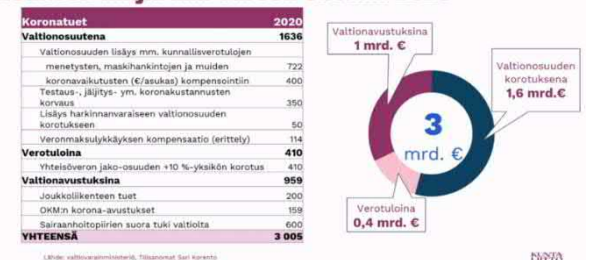 Koronatuet 2020
Valtionosuutena 1636
Valtionosuuden lisäys mm. kunnallisverotulojen
menetysten, maskihankintojen ja muiden 722
koronavaikutusten (€/asukas) kompensointiin 400
Testaus-, jäljitys- ym. koronakustannusten
korvaus 350
Lisäys harkinnanvaraiseen valtionosuuden
korotukseen 50
Veronmaksulykkäyksen kompensaatio (erittely) 114
Verotuloina 410
Yhteisöveron jako-osuuden +10 %-yksikön korotus 410
Valtionavustuksina 959
Joukkoliikenteen tuet 200
OKM:n korona-avustukset 159
Sairaanhoitopiirien suora tuki valtiolta 600
YHTEENSÄ 3 005
Valtionavustuksina
1 mrd. €
Valtionosuuden
korotuksena
1,6 mrd.€
3
mrd. €
Verotuloina
0,4 mrd. €
Lähde: valtiovarainministeriö, Tilisanomat Sari Korento